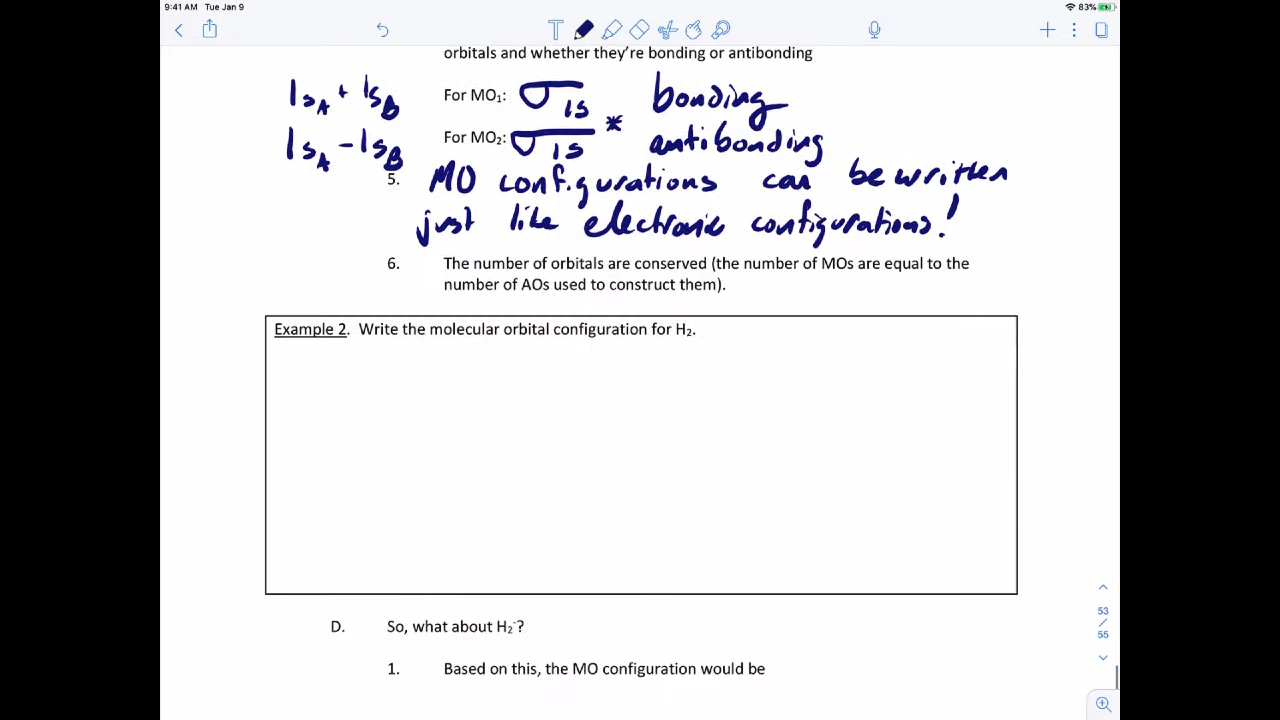 9:41 AM Tue Jan 9
83%
orbitals and whether they're bonding or antibonding
1sA + 1sB For MO₁: σ1s bonding
1sA - 1sB For MO₂: σ1s* antibonding
5. MO configurations can be written
just like electronic configurations!
6. The number of orbitals are conserved (the number of MOs are equal to the
number of AOs used to construct them).
Example 2. Write the molecular orbital configuration for H₂.
D. So, what about H₂⁻?
1. Based on this, the MO configuration would be
53
/
55